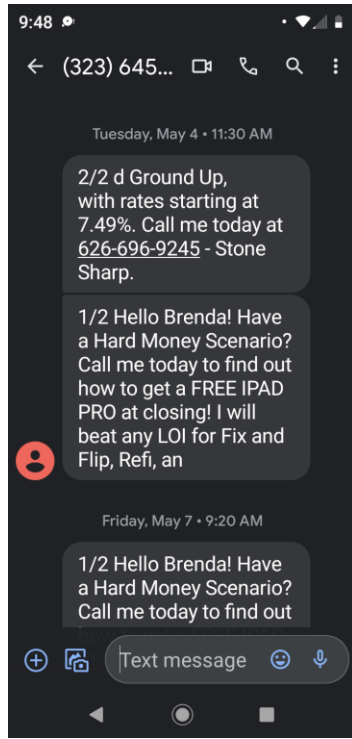 9:48
(323) 645...
Tuesday, May 4 • 11:30 AM
2/2 d Ground Up,
with rates starting at
7.49%. Call me today at
626-696-9245 - Stone
Sharp.
1/2 Hello Brenda! Have
a Hard Money Scenario?
Call me today to find out
how to get a FREE IPAD
PRO at closing! I will
beat any LOI for Fix and
Flip, Refi, an
Friday, May 7 • 9:20 AM
1/2 Hello Brenda! Have
a Hard Money Scenario?
Call me today to find out
Text message